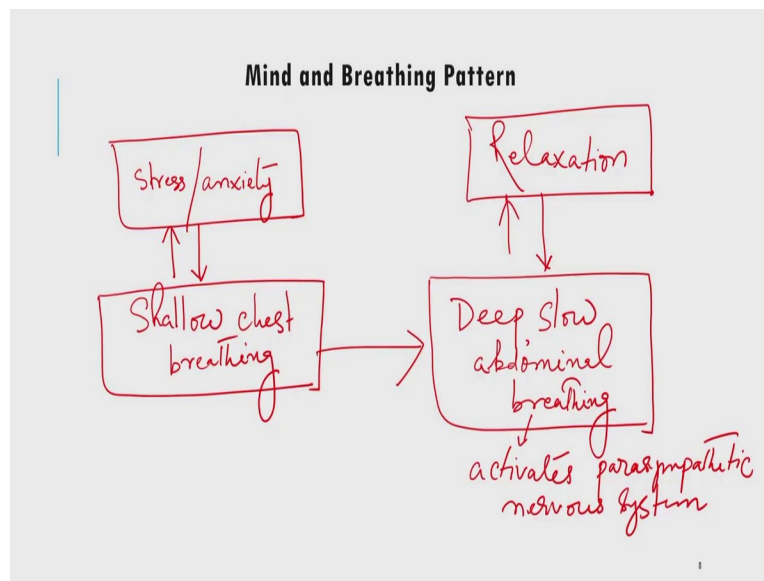 Mind and Breathing Pattern
Stress/anxiety
Relaxation
Shallow chest
breathing
Deep slow
abdominal
breathing
activates parasympathetic
nervous system